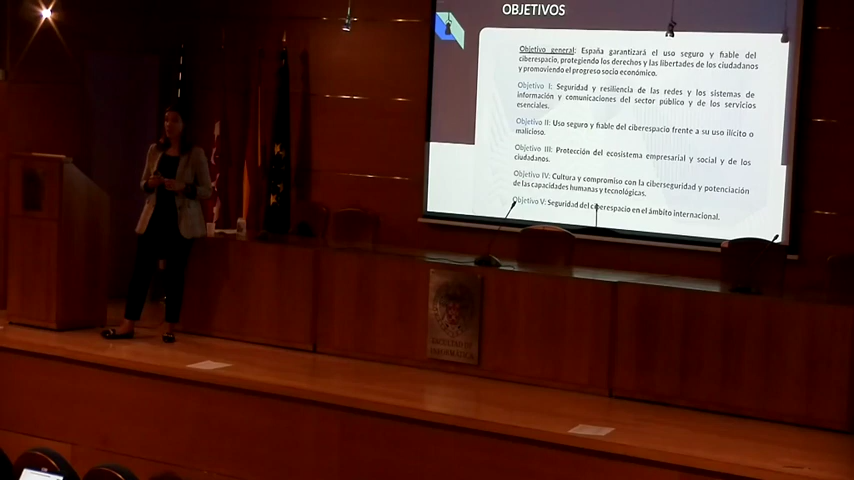 OBJETIVOS
Objetivo general: España garantizará el uso seguro y fiable del
ciberespacio, protegiendo los derechos y las libertades de los ciudadanos
y promoviendo el progreso socio económico.
Objetivo I: Seguridad y resiliencia de las redes y los sistemas de
información y comunicaciones del sector público y de los servicios
esenciales.
Objetivo II: Uso seguro y fiable del ciberespacio frente a su uso ilícito o
malicioso.
Objetivo III: Protección del ecosistema empresarial y social y de los
ciudadanos.
Objetivo IV: Cultura y compromiso con la ciberseguridad y potenciación
de las capacidades humanas y tecnológicas.
Objetivo V: Seguridad del ciberespacio en el ámbito internacional.
FACULTAD DE
INFORMÁTICA